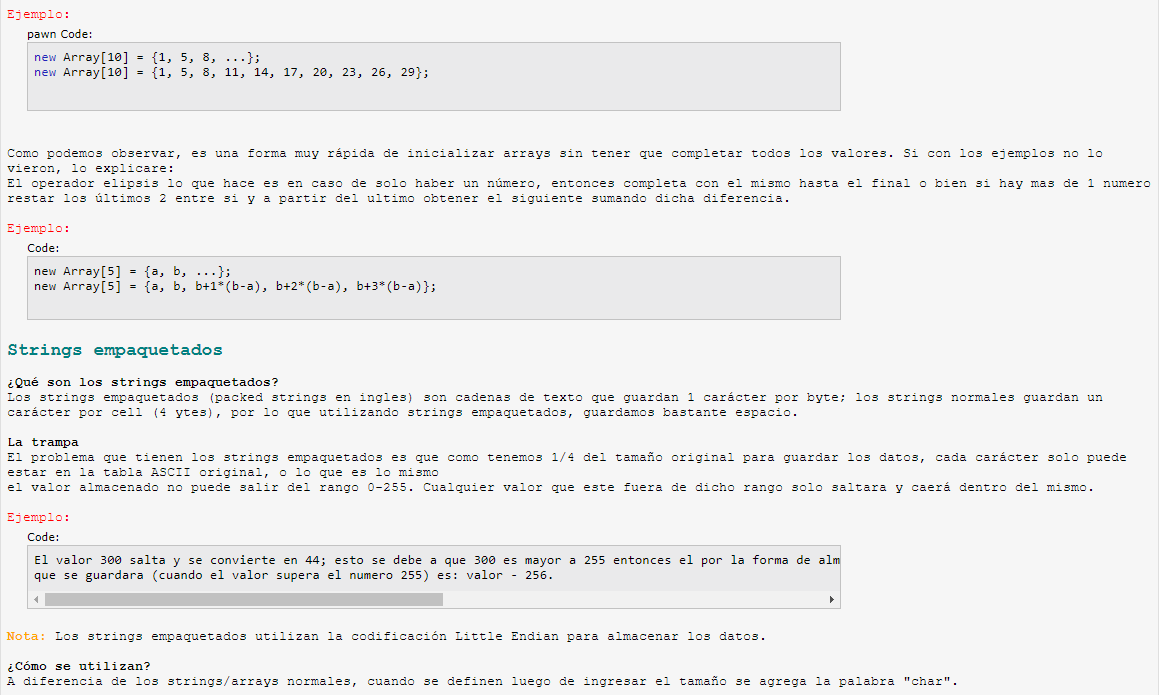 Ejemplo:
pawn Code:
new Array[10] = {1, 5, 8, ...};
new Array[10] = {1, 5, 8, 11, 14, 17, 20, 23, 26, 29};
Como podemos observar, es una forma muy rápida de inicializar arrays sin tener que completar todos los valores. Si con los ejemplos no lo
vieron, lo explicare:
El operador elipsis lo que hace es en caso de solo haber un número, entonces completa con el mismo hasta el final o bien si hay mas de 1 numero
restar los últimos 2 entre si y a partir del ultimo obtener el siguiente sumando dicha diferencia.
Ejemplo:
Code:
new Array[5] = {a, b, ...};
new Array[5] = {a, b, b+1*(b-a), b+2*(b-a), b+3*(b-a)};
Strings empaquetados
¿Qué son los strings empaquetados?
Los strings empaquetados (packed strings en ingles) son cadenas de texto que guardan 1 carácter por byte; los strings normales guardan un
carácter por cell (4 ytes), por lo que utilizando strings empaquetados, guardamos bastante espacio.
La trampa
El problema que tienen los strings empaquetados es que como tenemos 1/4 del tamaño original para guardar los datos, cada carácter solo puede
estar en la tabla ASCII original, o lo que es lo mismo
el valor almacenado no puede salir del rango 0-255. Cualquier valor que este fuera de dicho rango solo saltara y caerá dentro del mismo.
Ejemplo:
Code:
El valor 300 salta y se convierte en 44; esto se debe a que 300 es mayor a 255 entonces el por la forma de alm
que se guardara (cuando el valor supera el numero 255) es: valor - 256.
Nota: Los strings empaquetados utilizan la codificación Little Endian para almacenar los datos.
¿Cómo se utilizan?
A diferencia de los strings/arrays normales, cuando se definen luego de ingresar el tamaño se agrega la palabra "char".